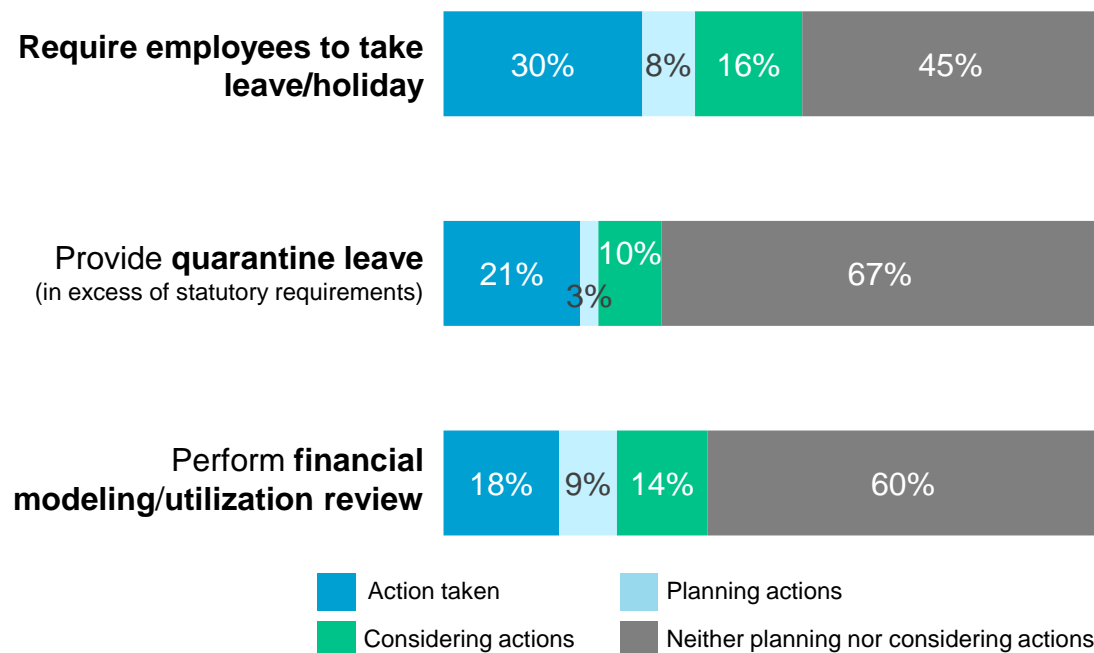 Require employees to take
leave/holiday
30% 8% 16% 45%
Provide quarantine leave
(in excess of statutory requirements)
21% 3% 10% 67%
Perform financial
modeling/utilization review
18% 9% 14% 60%
Action taken
Planning actions
Considering actions
Neither planning nor considering actions